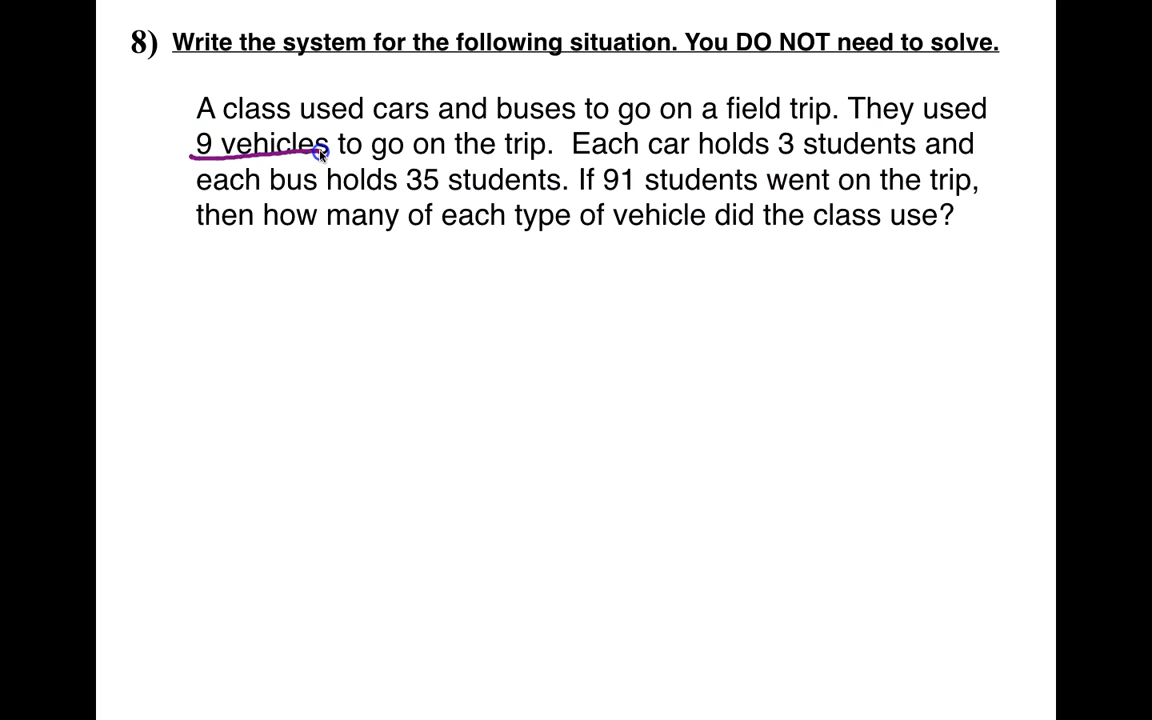 8) Write the system for the following situation. You DO NOT need to solve.
A class used cars and buses to go on a field trip. They used
9 vehicles to go on the trip. Each car holds 3 students and
each bus holds 35 students. If 91 students went on the trip,
then how many of each type of vehicle did the class use?